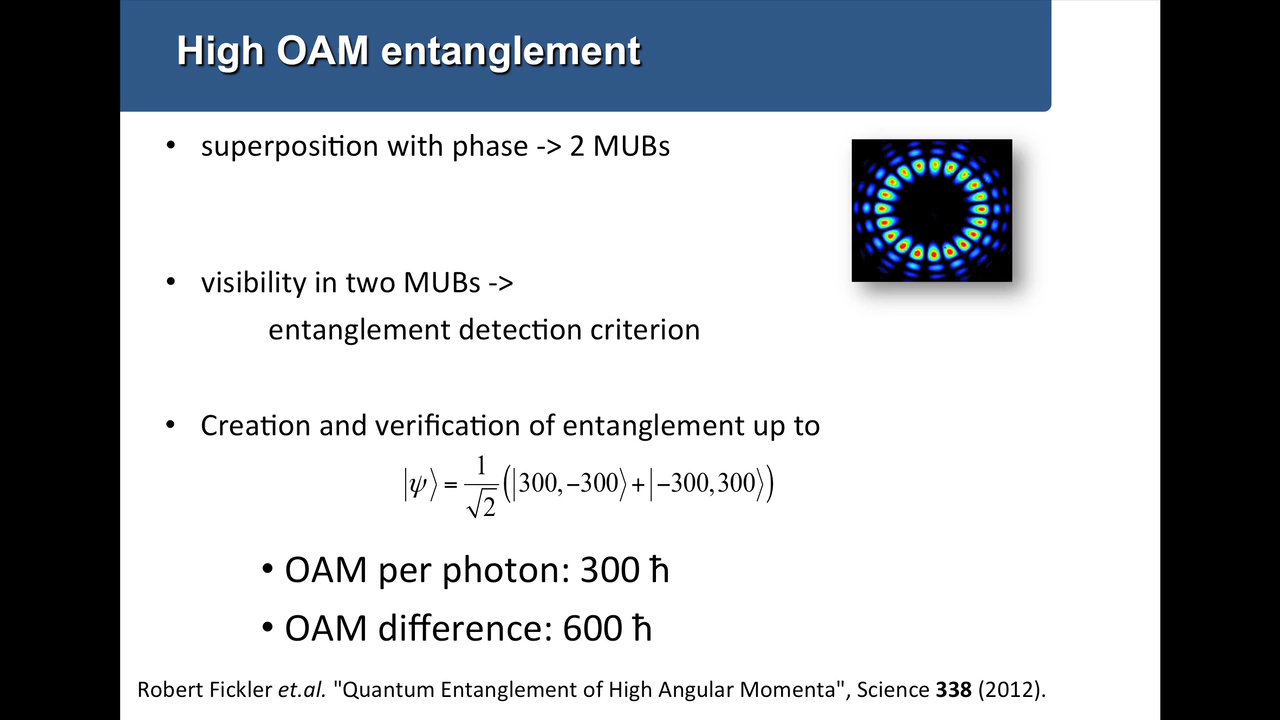 High OAM entanglement
• superposition with phase -> 2 MUBs
• visibility in two MUBs ->
entanglement detection criterion
• Creation and verification of entanglement up to
|ψ⟩ = 1/√2 (|300,−300⟩ + |−300,300⟩)
• OAM per photon: 300 ħ
• OAM difference: 600 ħ
Robert Fickler et.al. "Quantum Entanglement of High Angular Momenta", Science 338 (2012).